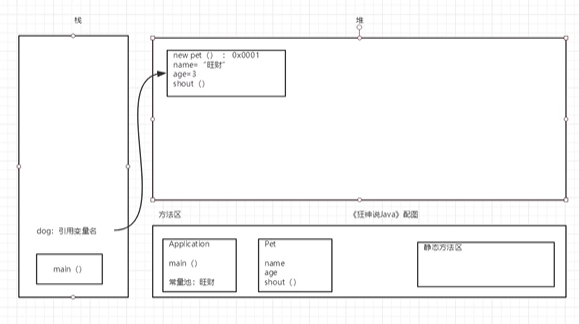 栈
堆
new pet（）： 0x0001
name=“旺财”
age=3
shout（）
dog：引用变量名
main（）
方法区
《狂神说Java》配图
Application
main（）
常量池：旺财
Pet
name
age
shout（）
静态方法区